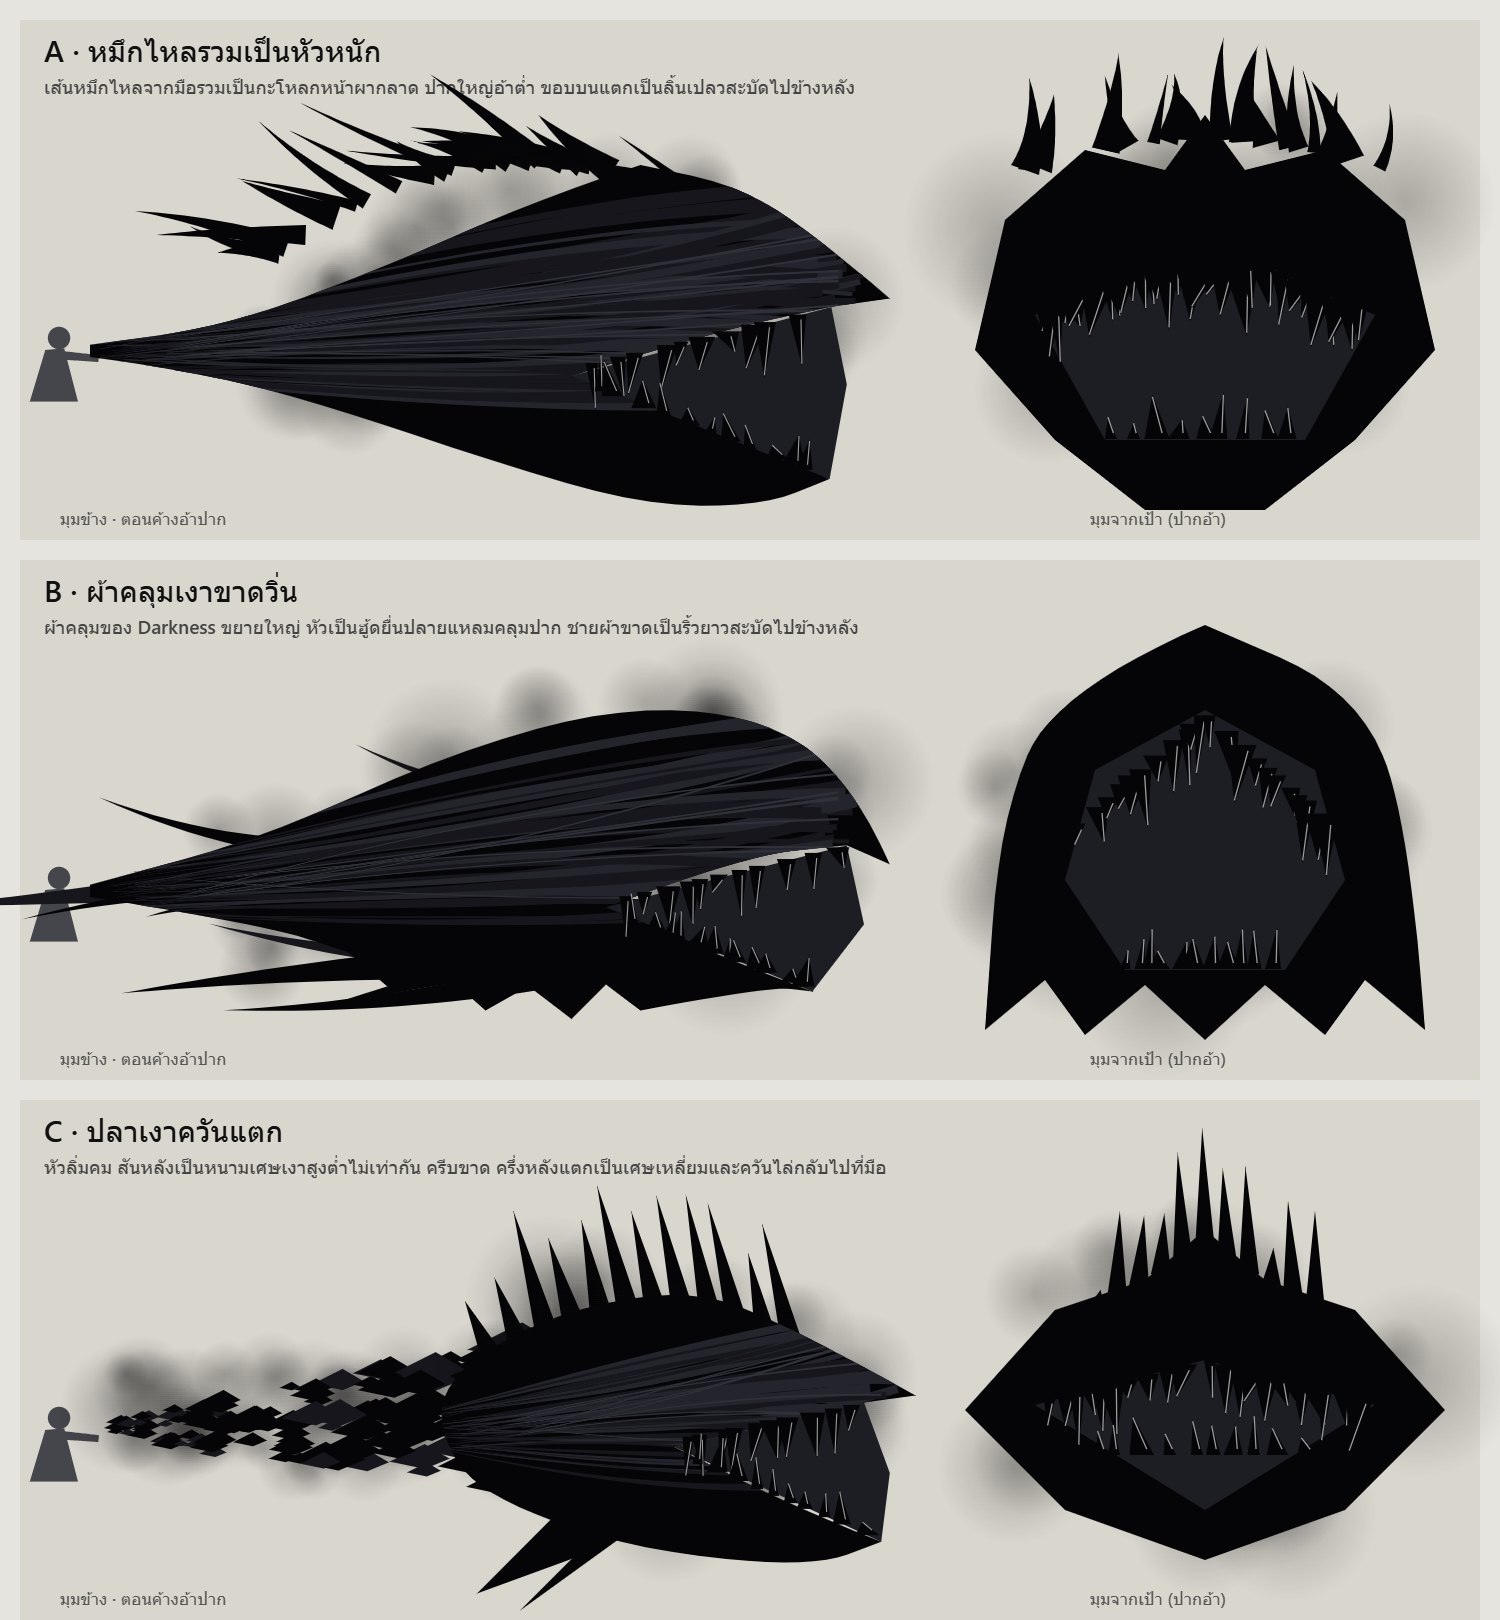 A · หมึกไหลรวมเป็นหัวหนัก
เส้นหมึกไหลจากมือรวมเป็นกะโหลกหน้าผากลาด ปากใหญ่อ้าต่ำ ขอบบนแตกเป็นลิ้นเปลวสะบัดไปข้างหลัง
มุมข้าง · ตอนค้างอ้าปาก
มุมจากเป้า (ปากอ้า)
B · ผ้าคลุมเงาขาดวิ่น
ผ้าคลุมของ Darkness ขยายใหญ่ หัวเป็นฮู้ดยื่นปลายแหลมคลุมปาก ชายผ้าขาดเป็นริ้วยาวสะบัดไปข้างหลัง
มุมข้าง · ตอนค้างอ้าปาก
มุมจากเป้า (ปากอ้า)
C · ปลาเงาควันแตก
หัวลิ่มคม สันหลังเป็นหนามเศษเงาสูงต่ำไม่เท่ากัน ครีบขาด ครึ่งหลังแตกเป็นเศษเหลี่ยมและควันไล่กลับไปที่มือ
มุมข้าง · ตอนค้างอ้าปาก
มุมจากเป้า (ปากอ้า)